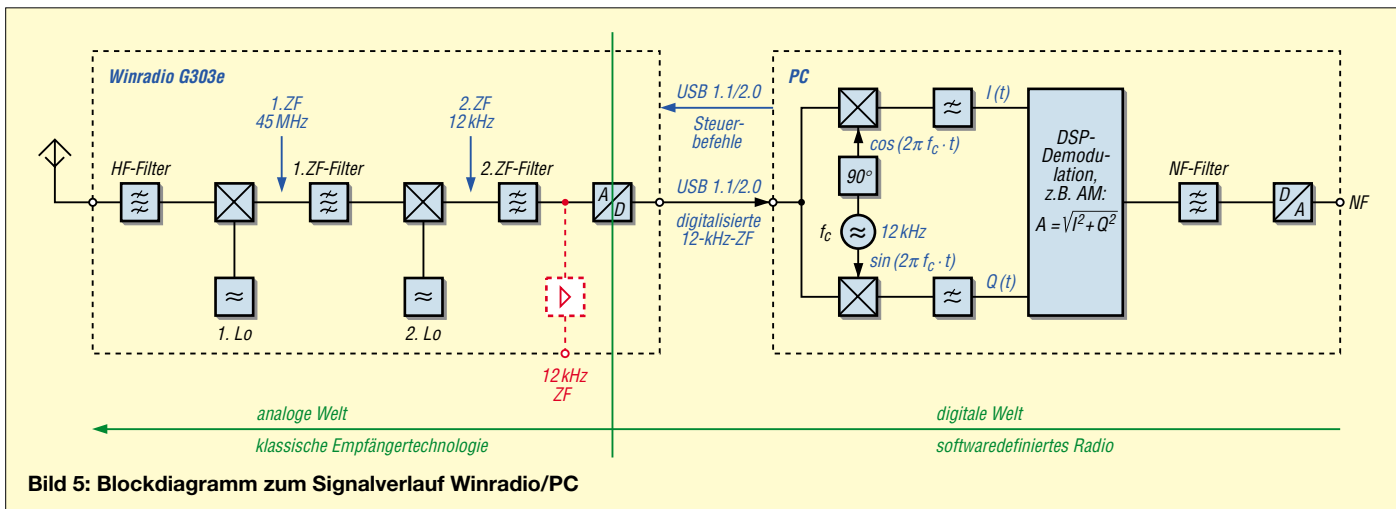 Winradio G303e
PC
1.ZF
45 MHz
2.ZF
12 kHz
USB 1.1/2.0
Steuer-
befehle
HF-Filter
1.ZF-Filter
2.ZF-Filter
A/D
USB 1.1/2.0
digitalisierte
12-kHz-ZF
1. Lo
2. Lo
12 kHz
ZF
I (t)
cos (2π f_c · t)
90°
f_c
12 kHz
sin (2π f_c · t)
Q (t)
DSP-
Demodu-
lation,
z.B. AM:
A = √I²+Q²
NF-Filter
D/A
NF
analoge Welt
klassische Empfängertechnologie
digitale Welt
softwaredefiniertes Radio
Bild 5: Blockdiagramm zum Signalverlauf Winradio/PC